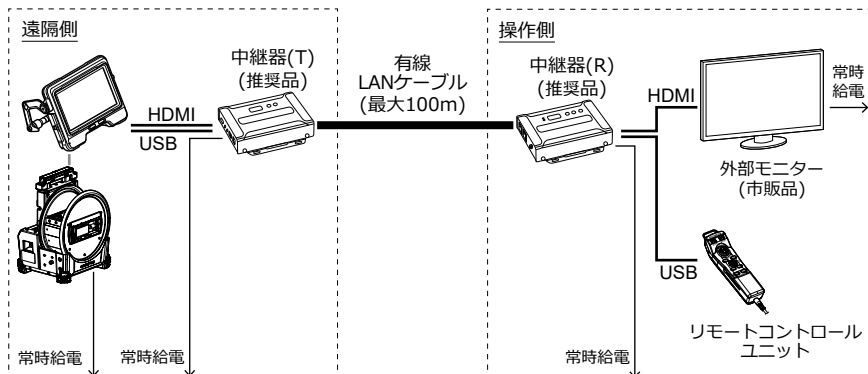 遠隔側
中継器(T)
(推奨品)
HDMI
USB
常時給電
常時給電
有線
LANケーブル
(最大100m)
操作側
中継器(R)
(推奨品)
HDMI
常時
給電
外部モニター
(市販品)
USB
リモートコントロール
ユニット
常時給電